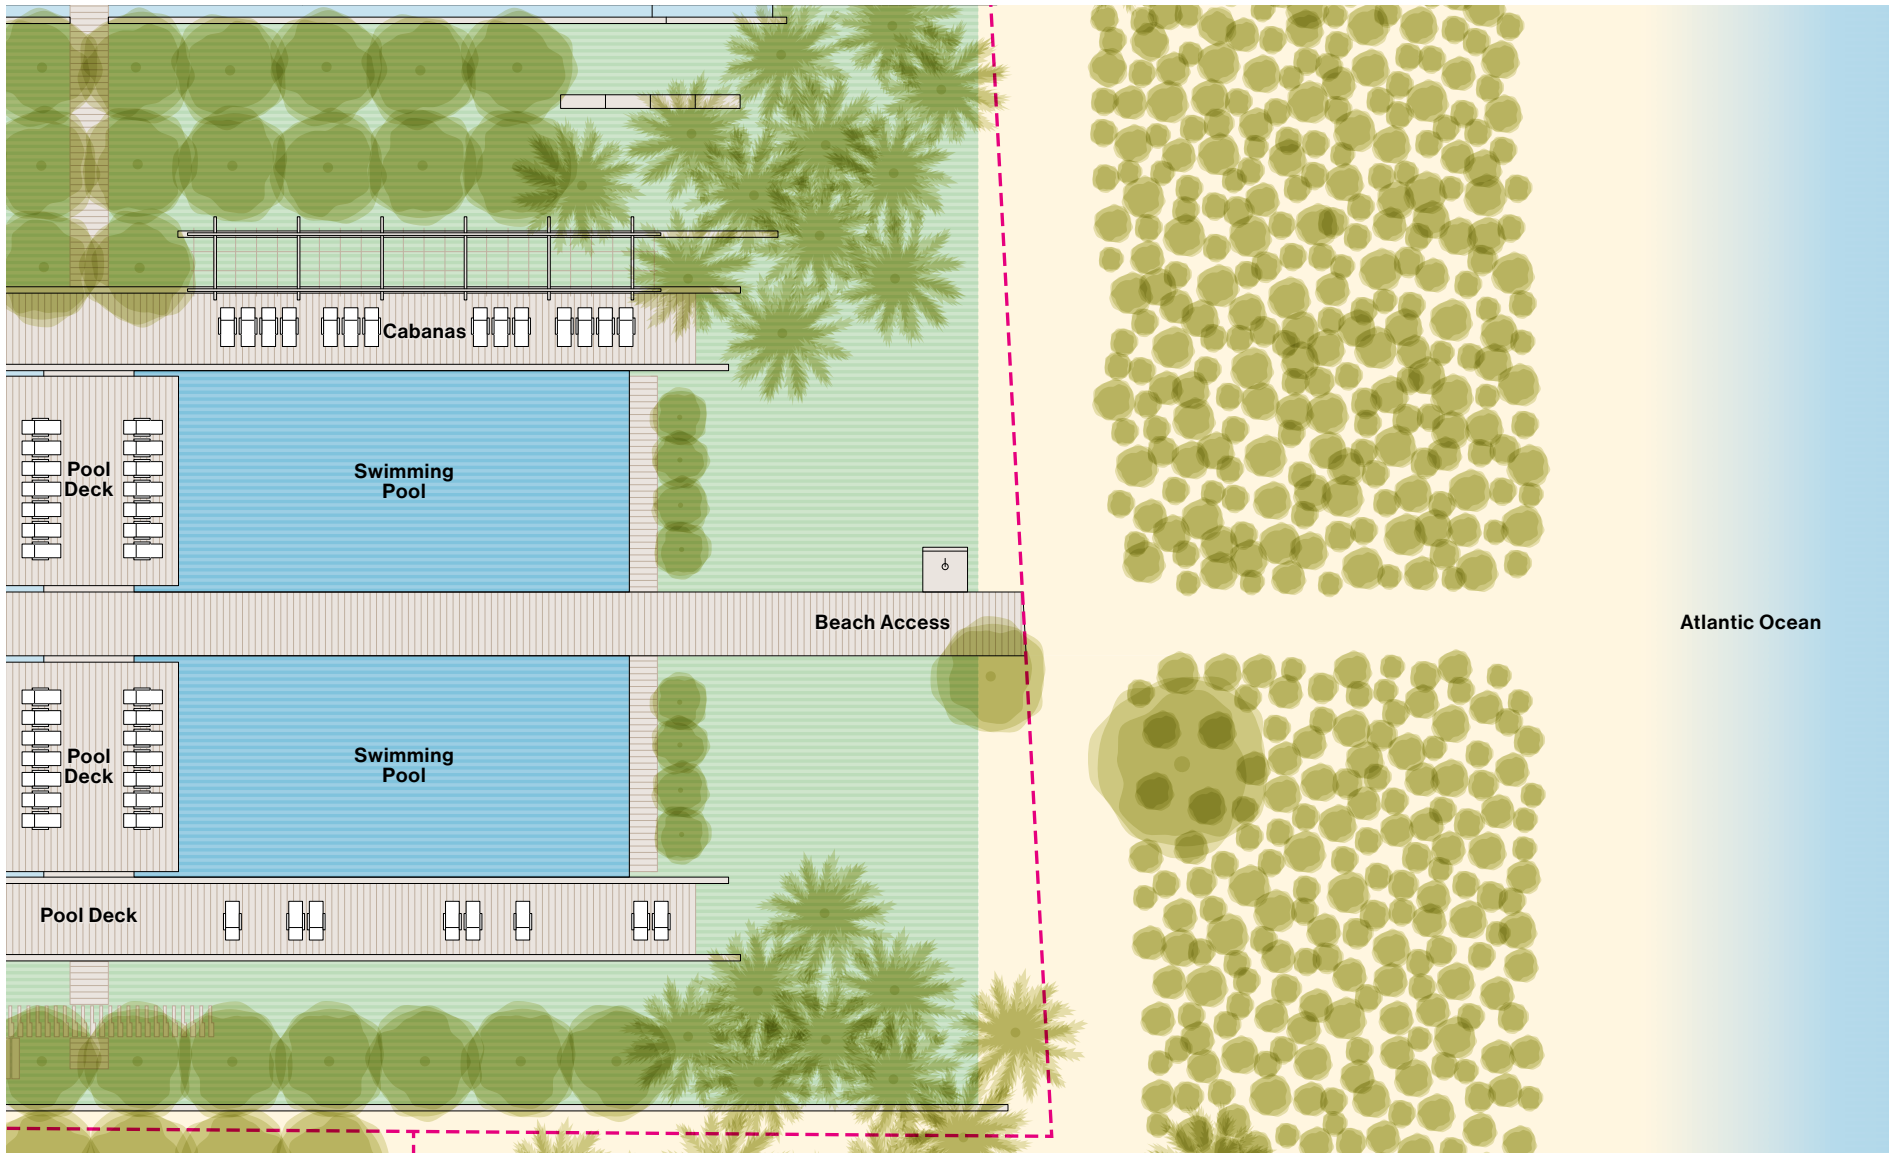 Cabanas
Pool
Deck
Swimming
Pool
Beach Access
Atlantic Ocean
Pool
Deck
Swimming
Pool
Pool Deck